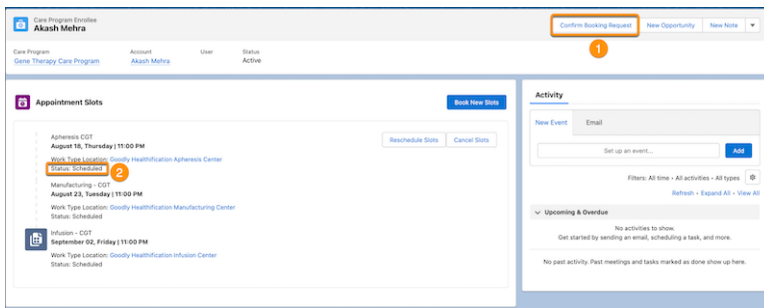 Care Program Enrollee
Akash Mehra
Confirm Booking Request
New Opportunity
New Note
1
Care Program
Account
User
Status
Gene Therapy Care Program
Akash Mehra
Active
Appointment Slots
Book New Slots
Apheresis CGT
August 18, Thursday | 11:00 PM
Reschedule Slots
Cancel Slots
Work Type Location: Goodly Healthification Apheresis Center
Status: Scheduled
2
Manufacturing - CGT
August 23, Tuesday | 11:00 PM
Work Type Location: Goodly Healthification Manufacturing Center
Status: Scheduled
Infusion - CGT
September 02, Friday | 11:00 PM
Work Type Location: Goodly Healthification Infusion Center
Status: Scheduled
Activity
New Event
Email
Set up an event...
Add
Filters: All time • All activities • All types
Refresh • Expand All • View All
Upcoming & Overdue
No activities to show.
Get started by sending an email, scheduling a task, and more.
No past activity. Past meetings and tasks marked as done show up here.